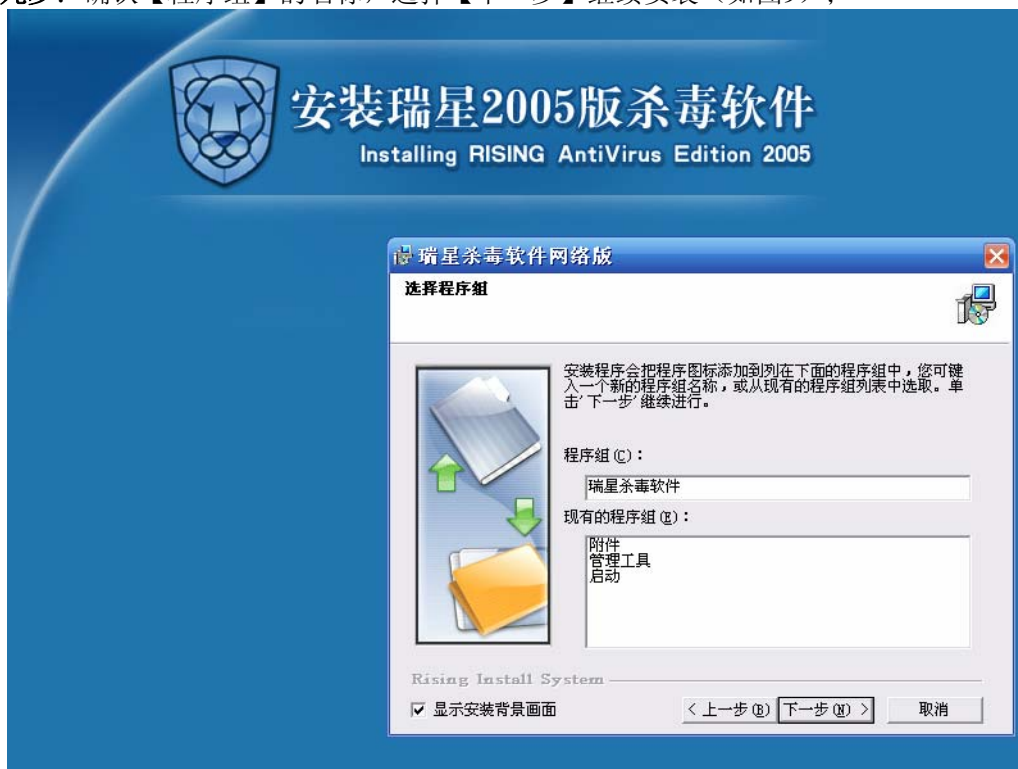 安装瑞星2005版杀毒软件
Installing RISING AntiVirus Edition 2005
瑞星杀毒软件网络版
选择程序组
安装程序会把程序图标添加到列在下面的程序组中，您可键
入一个新的程序组名称，或从现有的程序组列表中选取。单
击'下一步'继续进行。
程序组(C)：
瑞星杀毒软件
现有的程序组(E)：
附件
管理工具
启动
Rising Install System
显示安装背景画面
< 上一步(B) 下一步(N) > 取消